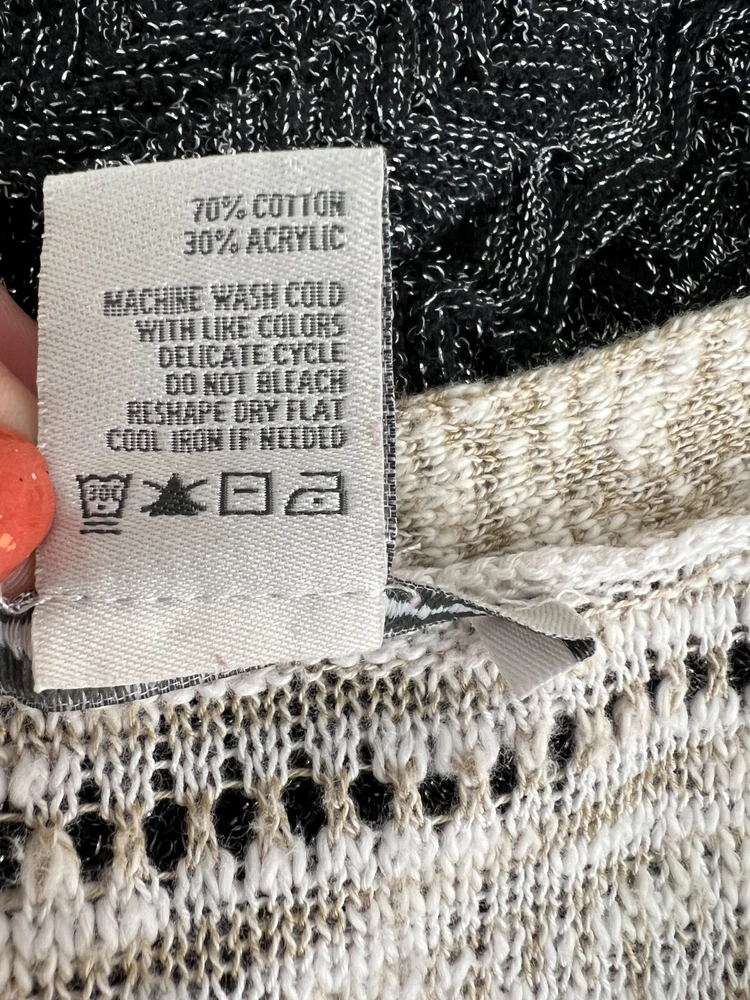 70% COTTON
30% ACRYLIC
MACHINE WASH COLD
WITH LIKE COLORS
DELICATE CYCLE
DO NOT BLEACH
RESHAPE DRY FLAT
COOL IRON IF NEEDED
30C